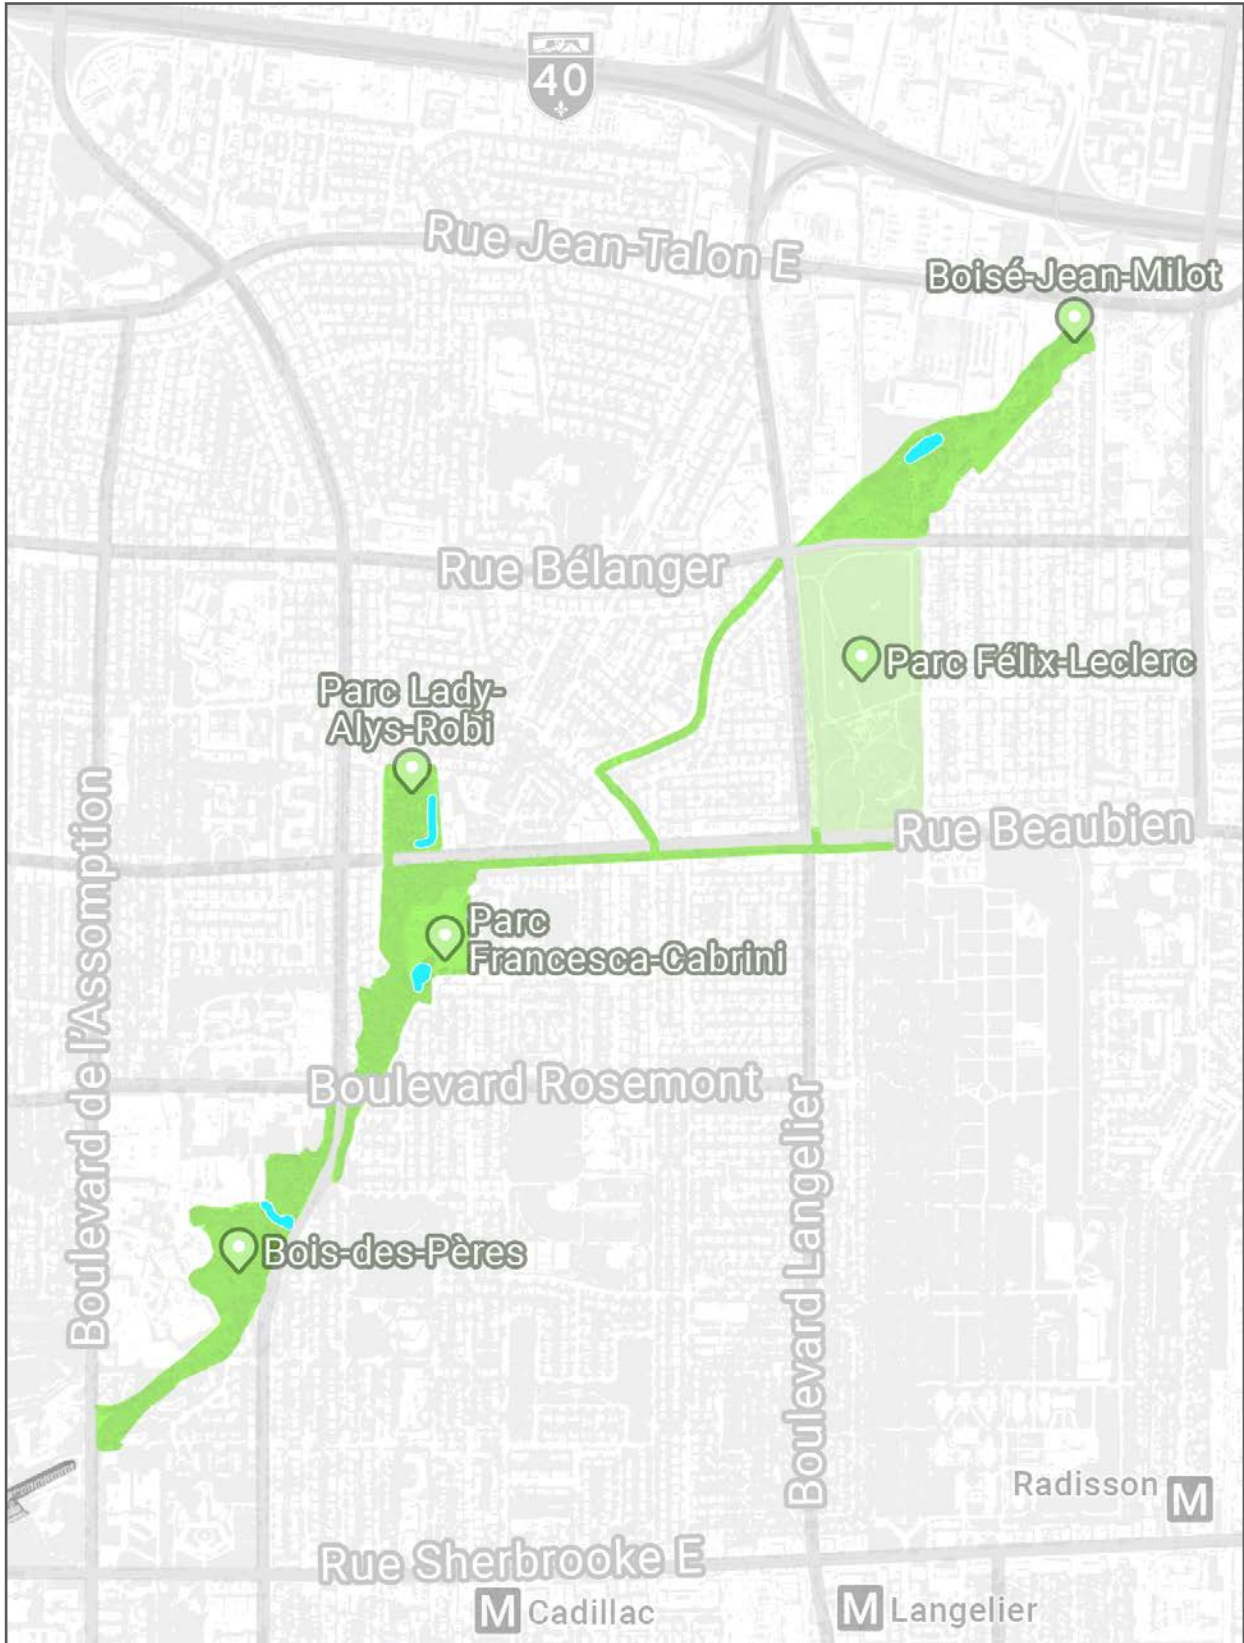 40
Rue Jean-Talon E
Boisé-Jean-Milot
Rue Bélanger
Parc Félix-Leclerc
Parc Lady-
Alys-Robi
Rue Beaubien
Boulevard de l'Assomption
Parc
Francesca-Cabrini
Boulevard Rosemont
Boulevard Langelier
Bois-des-Pères
Radisson M
Rue Sherbrooke E
M Cadillac
M Langelier